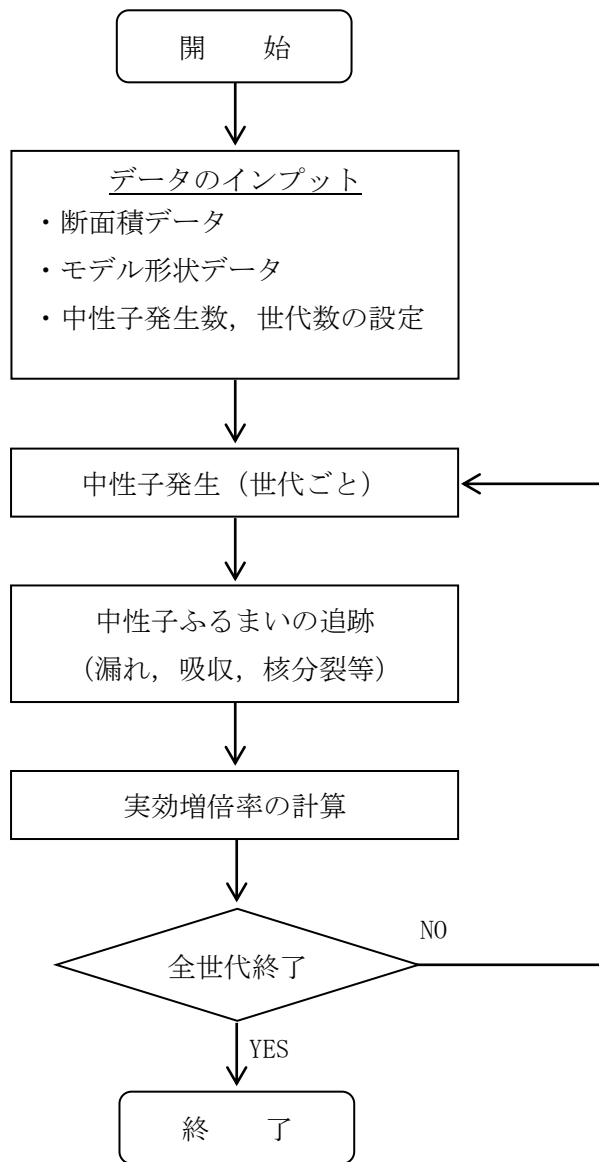 開　　始
データのインプット
・断面積データ
・モデル形状データ
・中性子発生数，世代数の設定
中性子発生（世代ごと）
中性子ふるまいの追跡
（漏れ，吸収，核分裂等）
実効増倍率の計算
全世代終了
NO
YES
終　　了